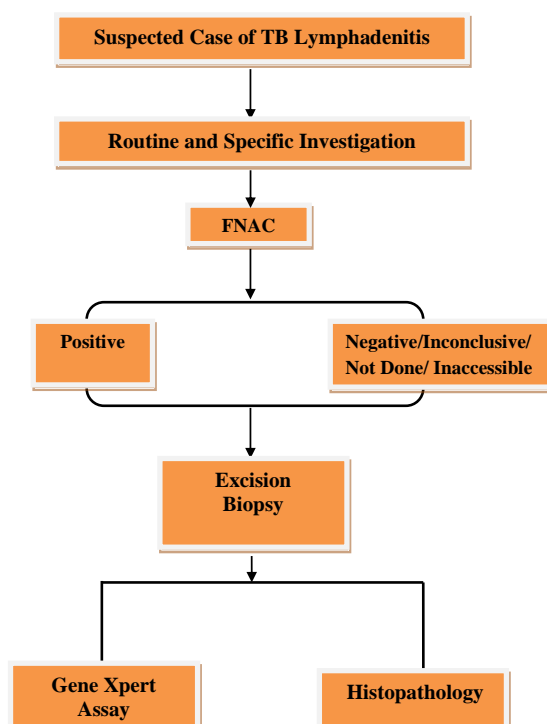 Suspected Case of TB Lymphadenitis
Routine and Specific Investigation
FNAC
Positive
Negative/Inconclusive/
Not Done/ Inaccessible
Excision
Biopsy
Gene Xpert
Assay
Histopathology